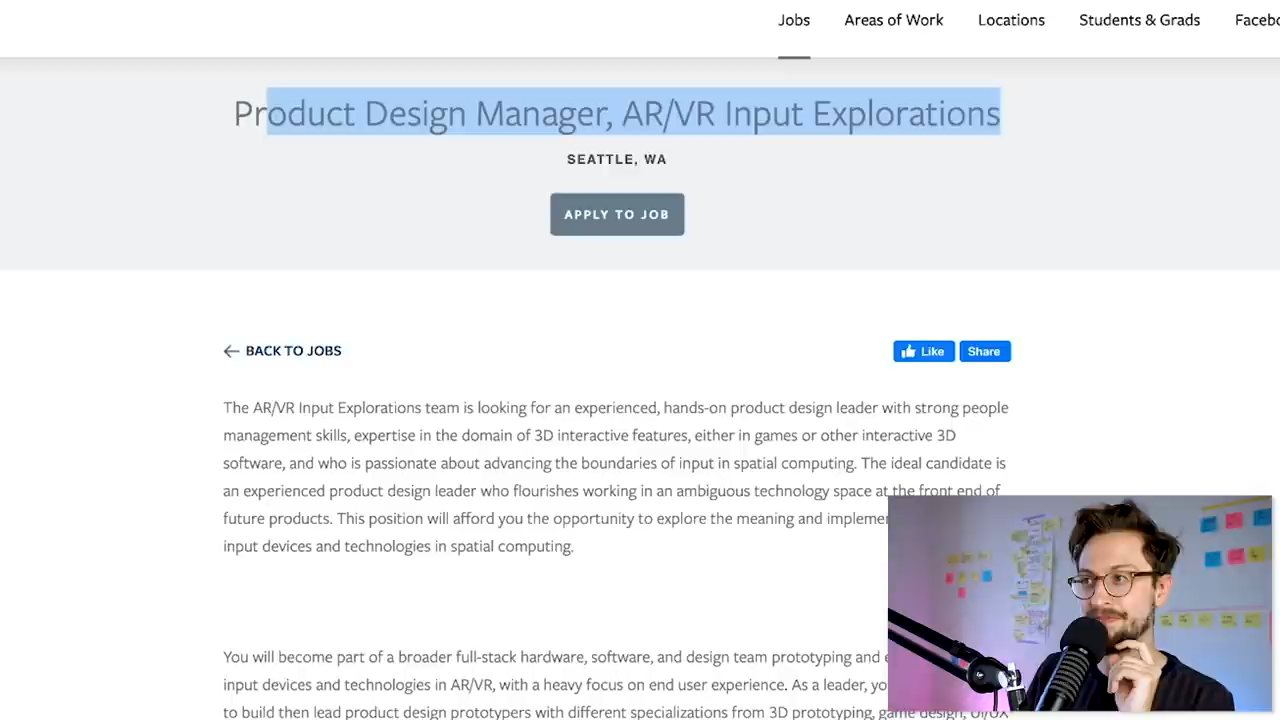 Jobs Areas of Work Locations Students & Grads
Product Design Manager, AR/VR Input Explorations
SEATTLE, WA
APPLY TO JOB
← BACK TO JOBS
Like Share
The AR/VR Input Explorations team is looking for an experienced, hands-on product design leader with strong people
management skills, expertise in the domain of 3D interactive features, either in games or other interactive 3D
software, and who is passionate about advancing the boundaries of input in spatial computing. The ideal candidate is
an experienced product design leader who flourishes working in an ambiguous technology space at the front end of
future products. This position will afford you the opportunity to explore the meaning and
input devices and technologies in spatial computing.
You will become part of a broader full-stack hardware, software, and design team prototyping and
input devices and technologies in AR/VR, with a heavy focus on end user experience. As a leader,
to build then lead product design prototypers with different specializations from 3D prototyping, game design, UI/UX